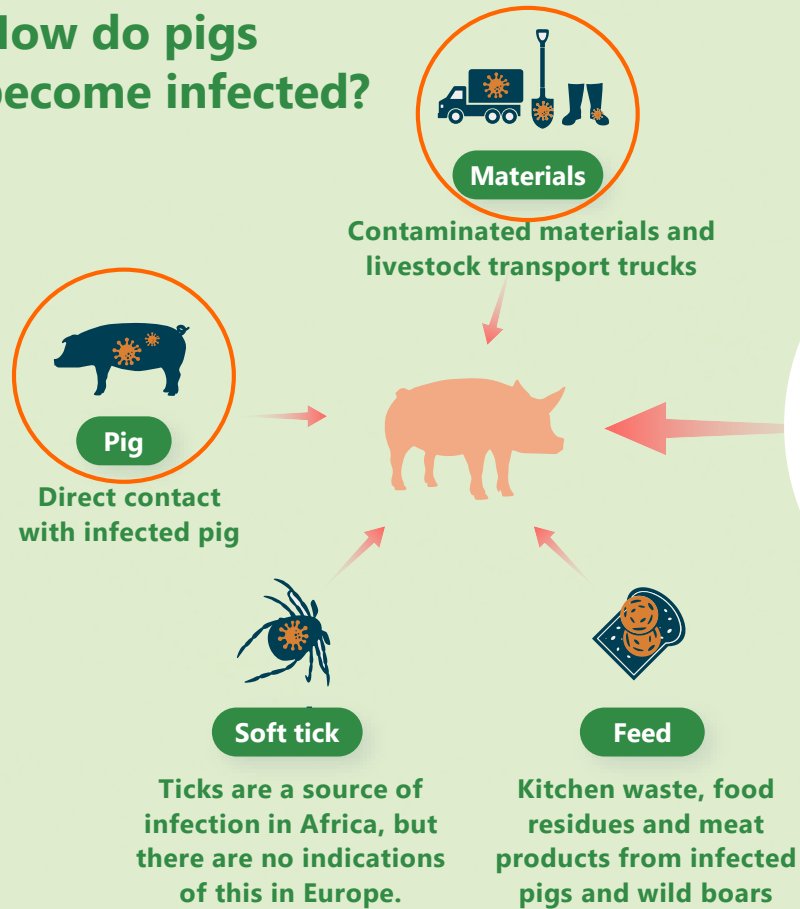 How do pigs
become infected?
Materials
Contaminated materials and
livestock transport trucks
Pig
Direct contact
with infected pig
Soft tick
Ticks are a source of
infection in Africa, but
there are no indications
of this in Europe.
Feed
Kitchen waste, food
residues and meat
products from infected
pigs and wild boars